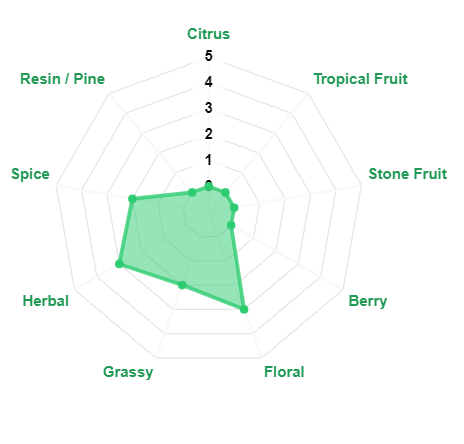 Citrus
5
Resin / Pine
Tropical Fruit
4
3
2
1
Spice
Stone Fruit
0
Herbal
Berry
Grassy
Floral